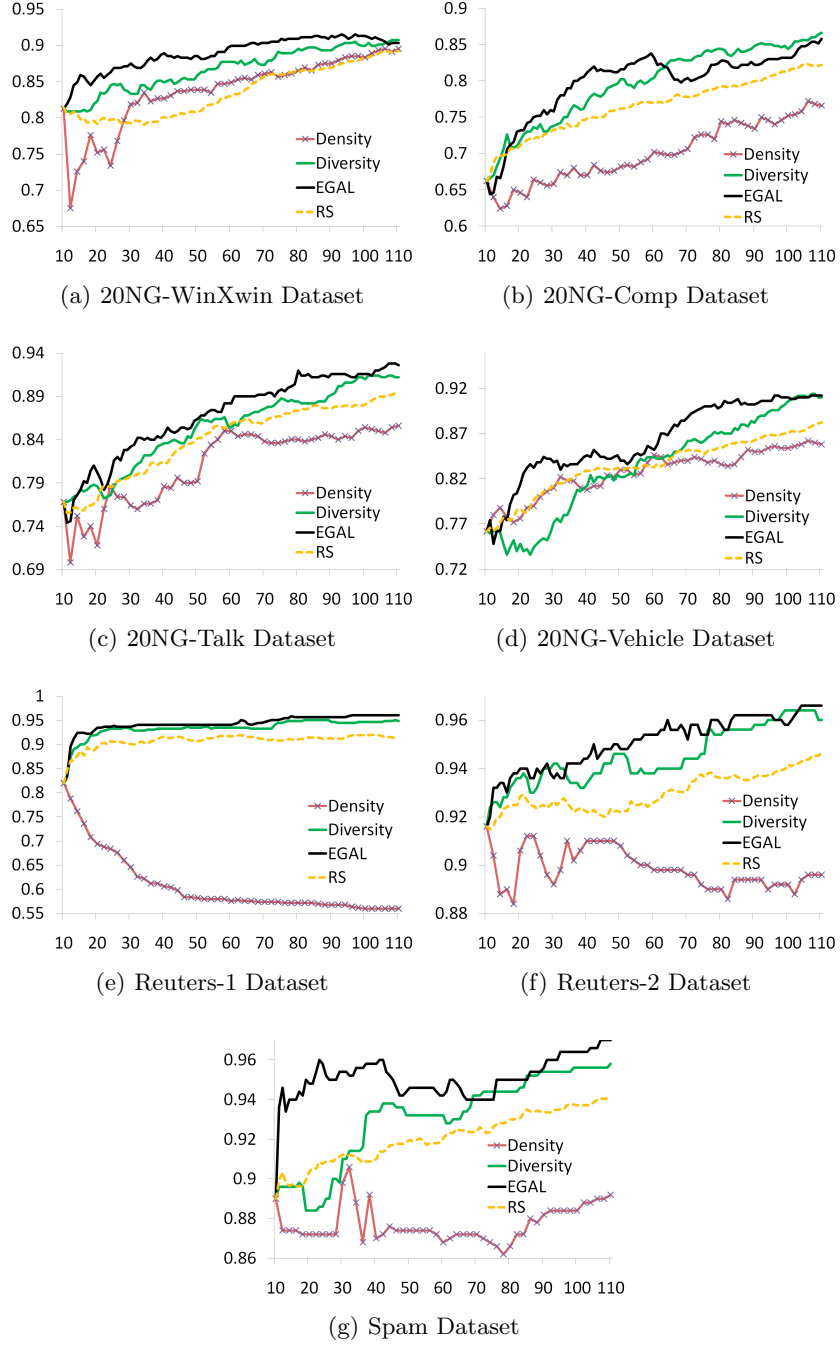 0.95
0.9
0.85
0.8
0.75
0.7
0.65
10 20 30 40 50 60 70 80 90 100 110
Density
Diversity
EGAL
RS
(a) 20NG-WinXwin Dataset
0.9
0.85
0.8
0.75
0.7
0.65
0.6
10 20 30 40 50 60 70 80 90 100 110
Density
Diversity
EGAL
RS
(b) 20NG-Comp Dataset
0.94
0.89
0.84
0.79
0.74
0.69
10 20 30 40 50 60 70 80 90 100 110
Density
Diversity
EGAL
RS
(c) 20NG-Talk Dataset
0.92
0.87
0.82
0.77
0.72
10 20 30 40 50 60 70 80 90 100 110
Density
Diversity
EGAL
RS
(d) 20NG-Vehicle Dataset
1
0.95
0.9
0.85
0.8
0.75
0.7
0.65
0.6
0.55
10 20 30 40 50 60 70 80 90 100 110
Density
Diversity
EGAL
RS
(e) Reuters-1 Dataset
0.96
0.94
0.92
0.9
0.88
10 20 30 40 50 60 70 80 90 100 110
Density
Diversity
EGAL
RS
(f) Reuters-2 Dataset
0.96
0.94
0.92
0.9
0.88
0.86
10 20 30 40 50 60 70 80 90 100 110
Density
Diversity
EGAL
RS
(g) Spam Dataset